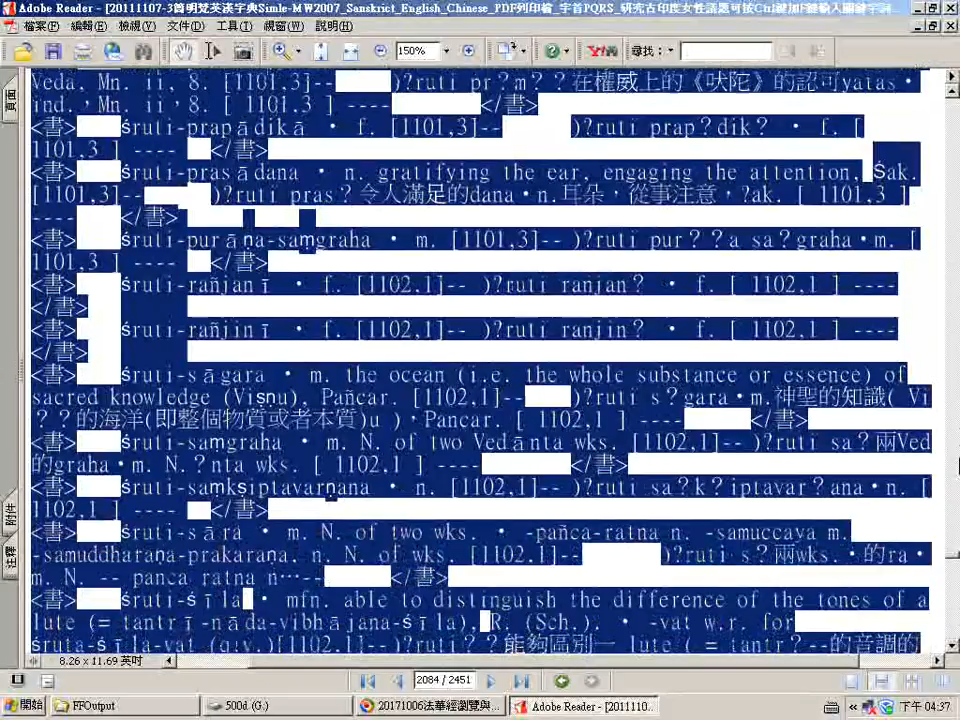 Adobe Reader - [20111107-3簡明梵英漢字典Simle-MW2007_Sanskrict_English_Chinese_PDF列印檔_字首PQRS_研究古印度女性議題可按Ctrl鍵加F鍵輸入關鍵字詞
檔案(F) 編輯(E) 檢視(V) 文件(D) 工具(T) 視窗(W) 說明(H)
150% 尋找：
頁面
附件
注釋
Veda, Mn. ii, 8. [1101,3]-- )?ruti pr?m??在權威上的《吠陀》的認可yatas‧
ind.，Mn. ii，8. [ 1101,3 ] ---- </書>
<書> śruti-prapādikā ‧ f. [1101,3]-- )?ruti prap?dik? ‧ f. [
1101,3 ] ---- </書>
<書> śruti-prasādana ‧ n. gratifying the ear, engaging the attention, Śak.
[1101,3]-- )?ruti pras?令人滿足的dana‧n.耳朵，從事注意，?ak. [ 1101,3 ]
---- </書>
<書> śruti-purāṇa-saṃgraha ‧ m. [1101,3]-- )?ruti pur??a sa?graha‧m. [
1101,3 ] ---- </書>
<書> śruti-rañjanī ‧ f. [1102,1]-- )?ruti ranjan? ‧ f. [ 1102,1 ] ----
</書>
<書> śruti-rañjinī ‧ f. [1102,1]-- )?ruti ranjin? ‧ f. [ 1102,1 ] ----
</書>
<書> śruti-sāgara ‧ m. the ocean (i.e. the whole substance or essence) of
sacred knowledge (Viṣṇu), Pañcar. [1102,1]-- )?ruti s?gara‧m.神聖的知識( Vi
??的海洋(即整個物質或者本質)u )，Pancar. [ 1102,1 ] ---- </書>
<書> śruti-saṃgraha ‧ m. N. of two Vedānta wks. [1102,1]-- )?ruti sa?兩Ved
的graha‧m. N.?nta wks. [ 1102,1 ] ---- </書>
<書> śruti-saṃkṣiptavarṇana ‧ n. [1102,1]-- )?ruti sa?k?iptavar?ana‧n. [
1102,1 ] ---- </書>
<書> śruti-sāra ‧ m. N. of two wks. ‧ -pañca-ratna n. -samuccaya m.
-samuddharaṇa-prakaraṇa. n. N. of wks. [1102,1]-- )?ruti s?兩wks.‧的ra‧
m. N. -- panca ratna n…-- </書>
<書> śruti-śīla ‧ mfn. able to distinguish the difference of the tones of a
lute (= tantrī-nāda-vibhājana-śīla), R. (Sch.). ‧ -vat w.r. for
śruta-śīla-vat (q.v.)[1102,1]-- )?ruti??能夠區別一 lute ( = tantr?--的音調的
8.26 x 11.69 英吋
2084 / 2451
開始 FFOutput 500d. (G:) 20171006法華經瀏覽與... Adobe Reader - [2011110... 下午 04:37